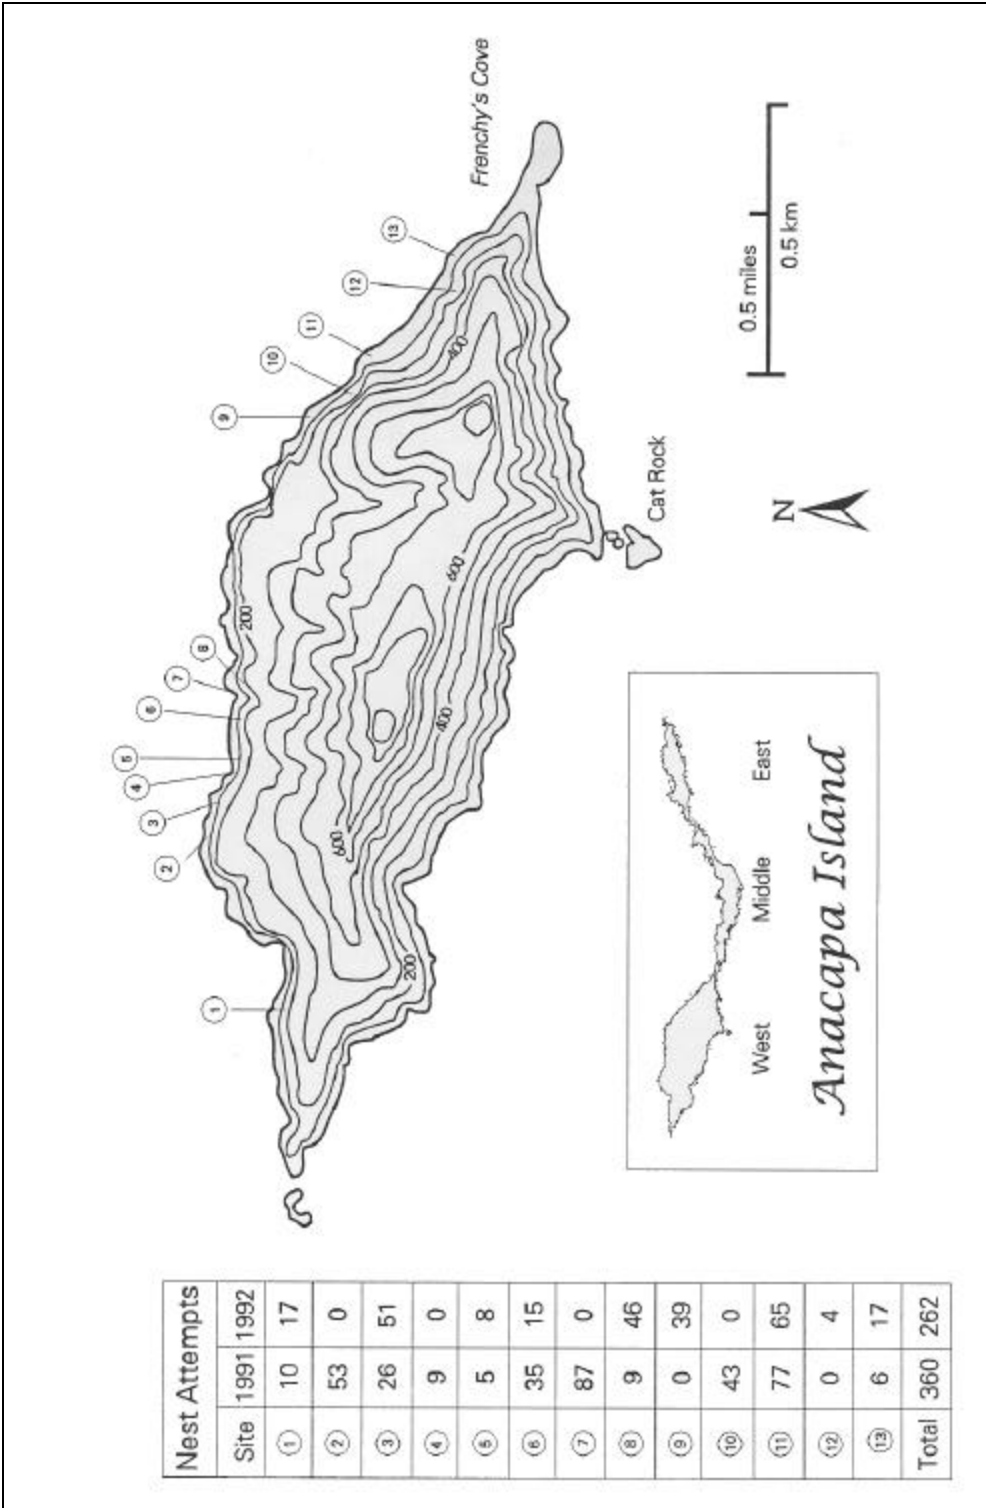 Frenchy's Cove
13
12
11
10
9
400
8
7
6
5
4
3
2
1
200
600
600
400
200
Cat Rock
0.5 miles
0.5 km
N
West
Middle
East
Anacapa Island
Nest Attempts
Site 1991 1992
1 10 17
2 53 0
3 26 51
4 9 0
5 5 8
6 35 15
7 87 0
8 9 46
9 0 39
10 43 0
11 77 65
12 0 4
13 6 17
Total 360 262